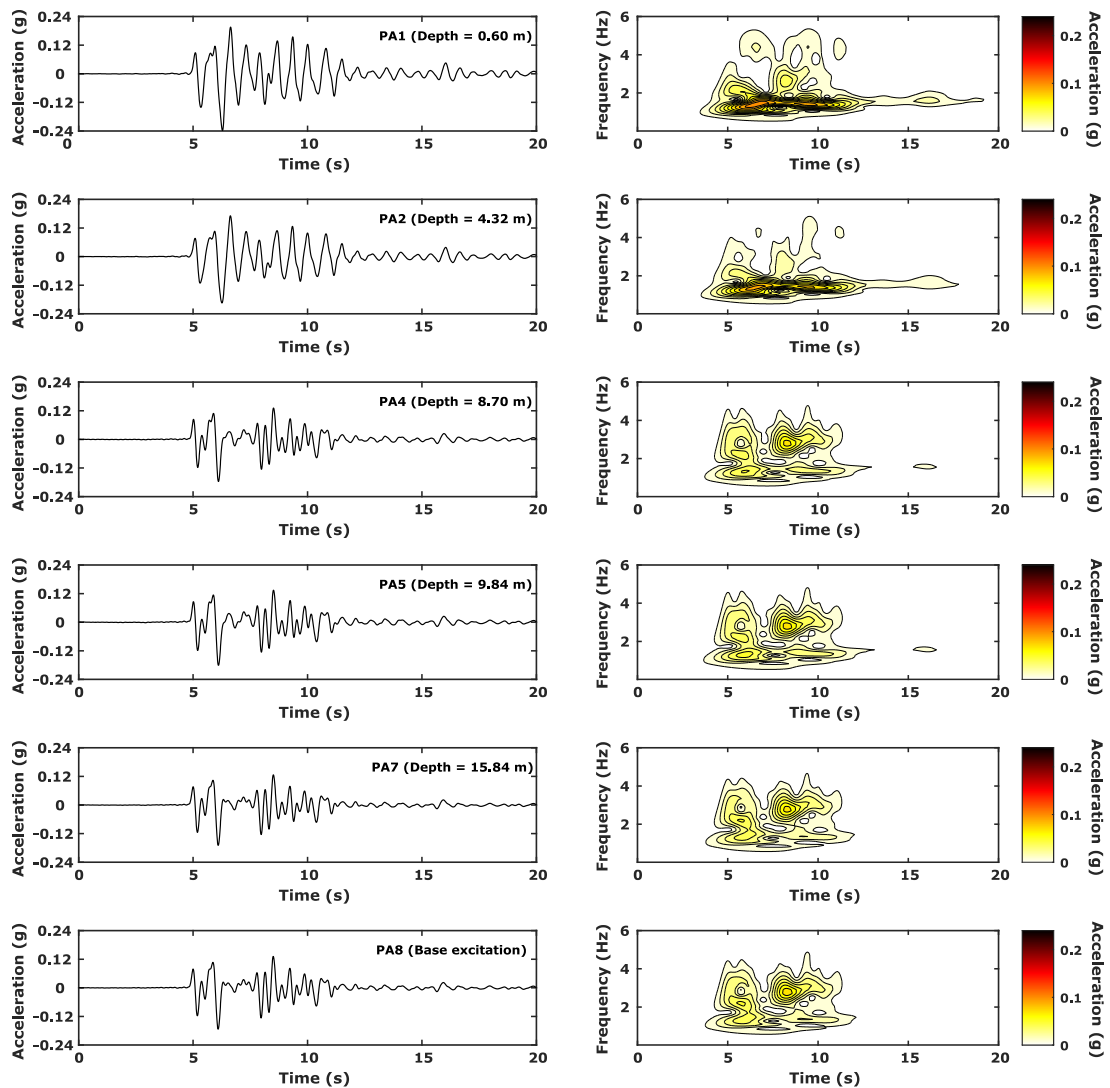 Acceleration (g)
0.24
0.12
0
−0.12
−0.24
PA1 (Depth = 0.60 m)
0 5 10 15 20
Time (s)
Frequency (Hz)
6
4
2
0 5 10 15 20
Time (s)
0.2
0.1
0
Acceleration (g)
Acceleration (g)
0.24
0.12
0
−0.12
−0.24
PA2 (Depth = 4.32 m)
0 5 10 15 20
Time (s)
Frequency (Hz)
6
4
2
0 5 10 15 20
Time (s)
0.2
0.1
0
Acceleration (g)
Acceleration (g)
0.24
0.12
0
−0.12
−0.24
PA4 (Depth = 8.70 m)
0 5 10 15 20
Time (s)
Frequency (Hz)
6
4
2
0 5 10 15 20
Time (s)
0.2
0.1
0
Acceleration (g)
Acceleration (g)
0.24
0.12
0
−0.12
−0.24
PA5 (Depth = 9.84 m)
0 5 10 15 20
Time (s)
Frequency (Hz)
6
4
2
0 5 10 15 20
Time (s)
0.2
0.1
0
Acceleration (g)
Acceleration (g)
0.24
0.12
0
−0.12
−0.24
PA7 (Depth = 15.84 m)
0 5 10 15 20
Time (s)
Frequency (Hz)
6
4
2
0 5 10 15 20
Time (s)
0.2
0.1
0
Acceleration (g)
Acceleration (g)
0.24
0.12
0
−0.12
−0.24
PA8 (Base excitation)
0 5 10 15 20
Time (s)
Frequency (Hz)
6
4
2
0 5 10 15 20
Time (s)
0.2
0.1
0
Acceleration (g)